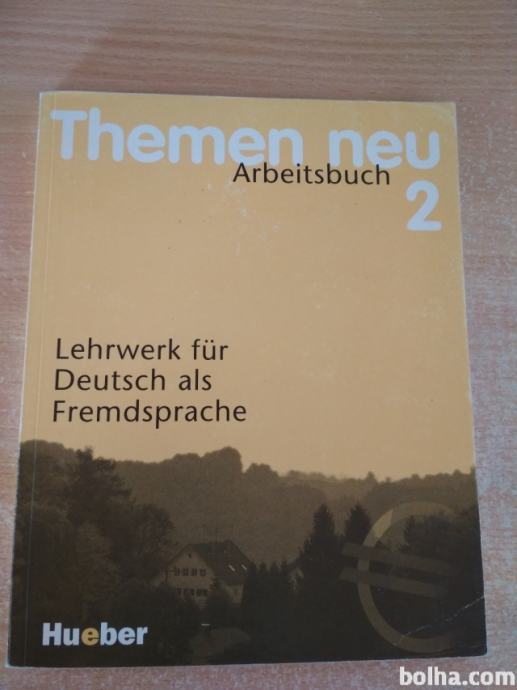 Themen neu
Arbeitsbuch
2
Lehrwerk für
Deutsch als
Fremdsprache
Hueber
€
bolha.com